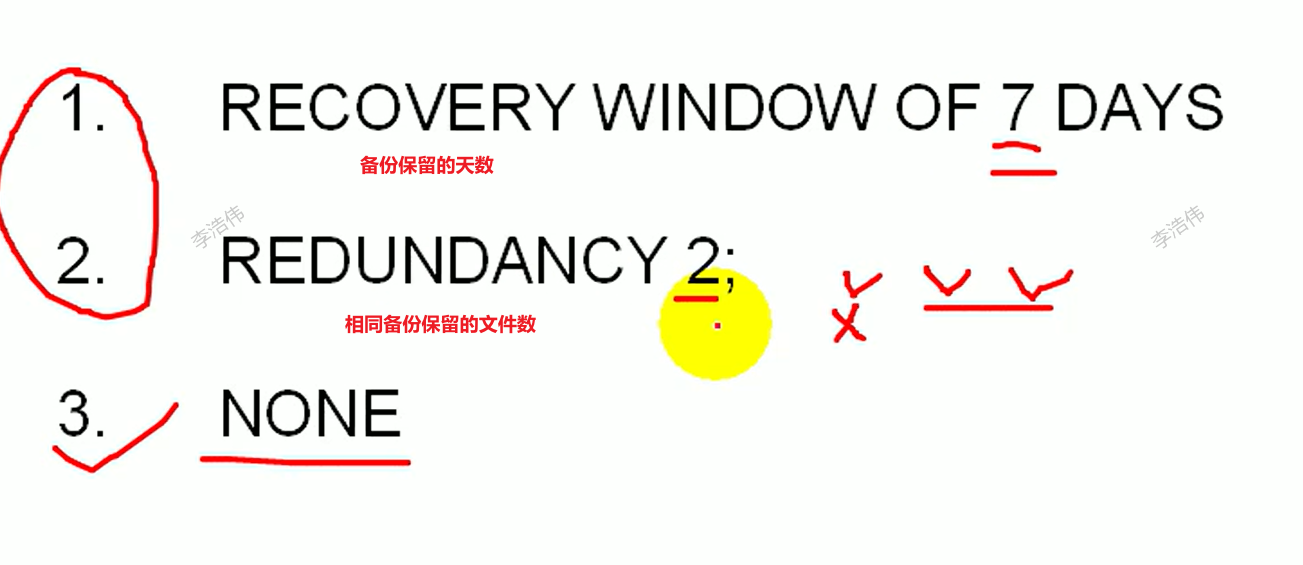 1. RECOVERY WINDOW OF 7 DAYS
备份保留的天数
李浩伟
李浩伟
2. REDUNDANCY 2;
相同备份保留的文件数
3. NONE